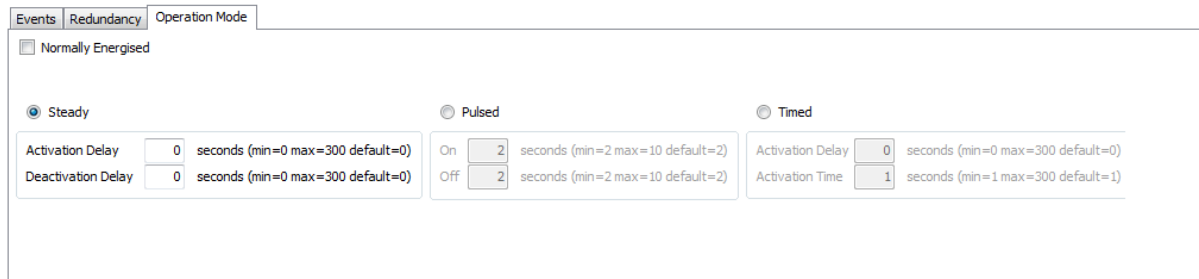 Events Redundancy Operation Mode
Normally Energised
Steady Pulsed Timed
Activation Delay 0 seconds (min=0 max=300 default=0) On 2 seconds (min=2 max=10 default=2) Activation Delay 0 seconds (min=0 max=300 default=0)
Deactivation Delay 0 seconds (min=0 max=300 default=0) Off 2 seconds (min=2 max=10 default=2) Activation Time 1 seconds (min=1 max=300 default=1)